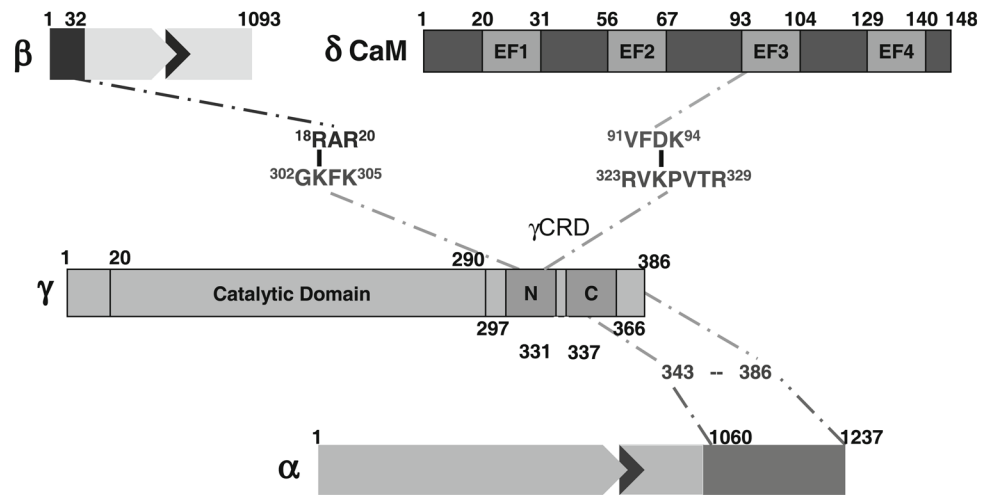 1 32 1093
β
1 20 31 56 67 93 104 129 140 148
δ CaM EF1 EF2 EF3 EF4
18RAR20
302GKFK305
91VFDK94
323RVKPVTR329
γCRD
1 20 290 386
γ Catalytic Domain N C
297 366
331 337
343 -- 386
1 1060 1237
α